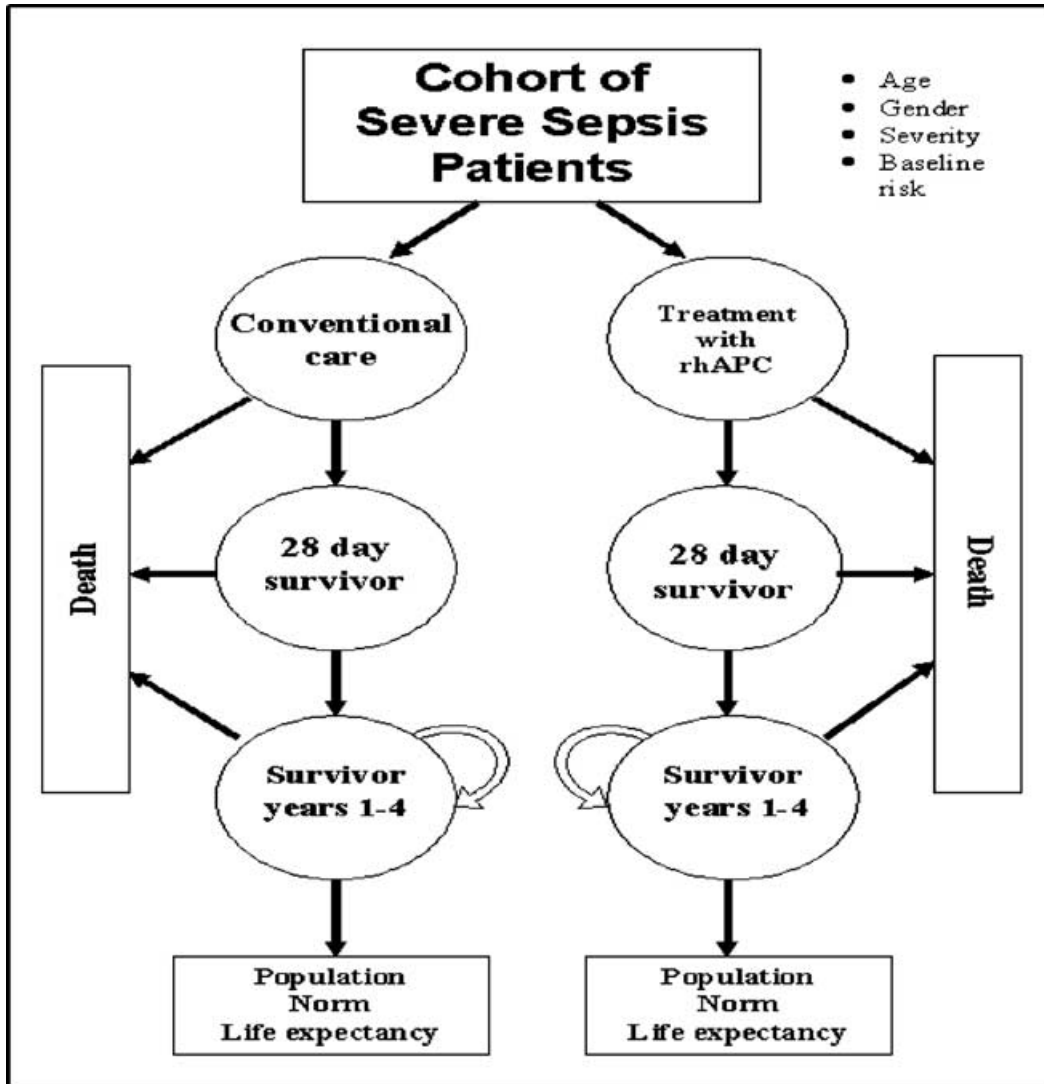 Cohort of
Severe Sepsis
Patients
• Age
• Gender
• Severity
• Baseline
risk
Conventional
care
Treatment
with
rhAPC
Death
28 day
survivor
28 day
survivor
Death
Survivor
years 1-4
Survivor
years 1-4
Population
Norm
Life expectancy
Population
Norm
Life expectancy